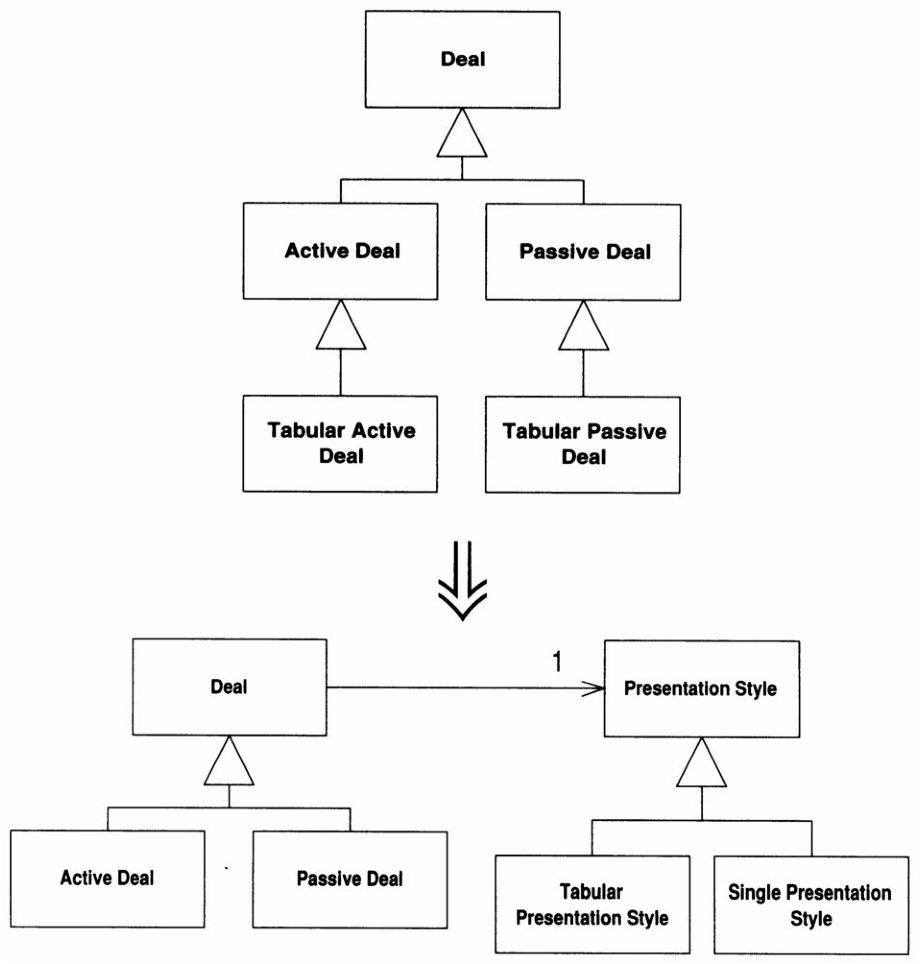 Deal
Active Deal
Passive Deal
Tabular Active
Deal
Tabular Passive
Deal
1
Deal
Presentation Style
Active Deal
Passive Deal
Tabular
Presentation Style
Single Presentation
Style